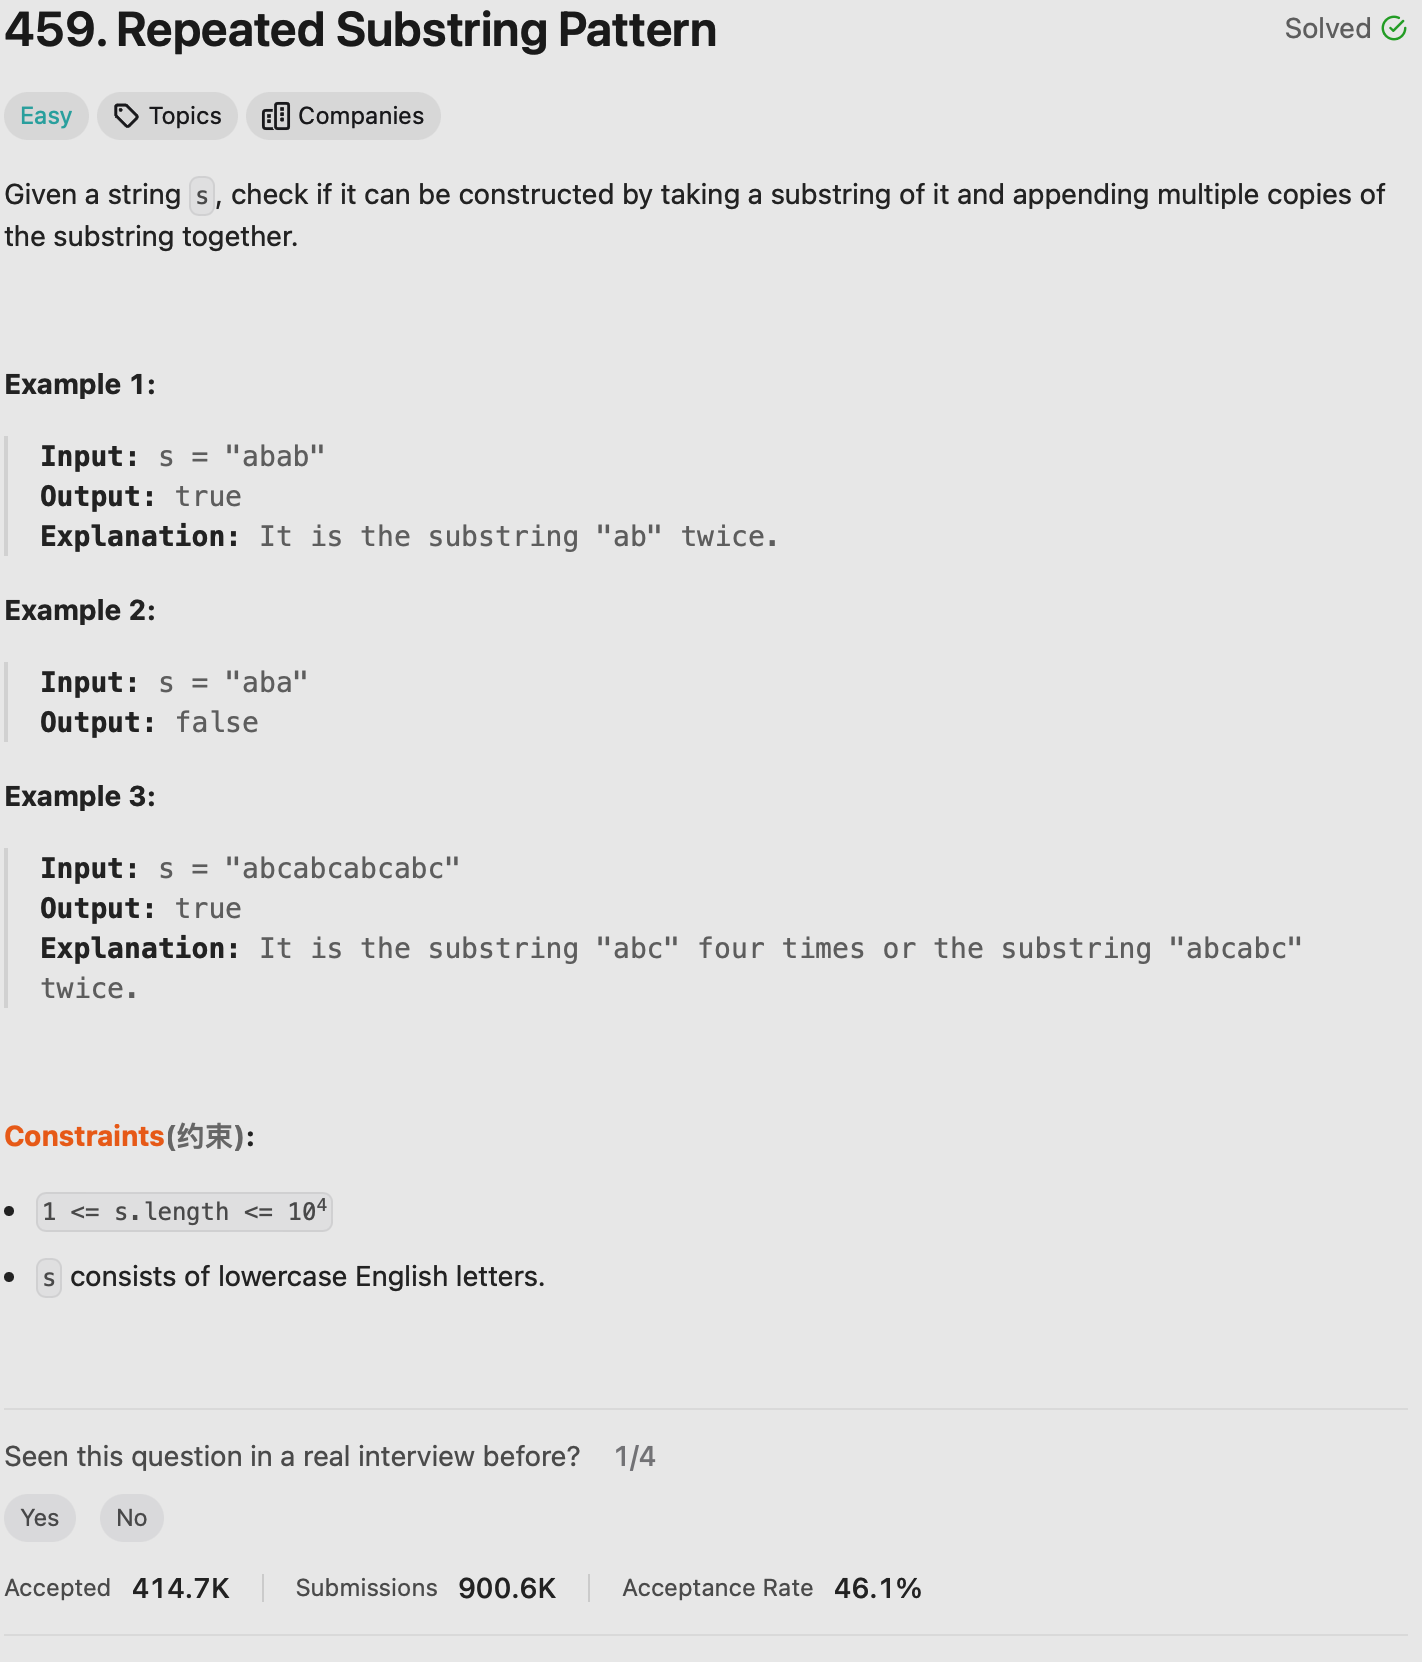 459. Repeated Substring Pattern
Solved
Easy
Topics
Companies
Given a string s, check if it can be constructed by taking a substring of it and appending multiple copies of
the substring together.
Example 1:
Input: s = "abab"
Output: true
Explanation: It is the substring "ab" twice.
Example 2:
Input: s = "aba"
Output: false
Example 3:
Input: s = "abcabcabcabc"
Output: true
Explanation: It is the substring "abc" four times or the substring "abcabc"
twice.
Constraints(约束):
• 1 <= s.length <= 10⁴
• s consists of lowercase English letters.
Seen this question in a real interview before? 1/4
Yes
No
Accepted 414.7K
Submissions 900.6K
Acceptance Rate 46.1%